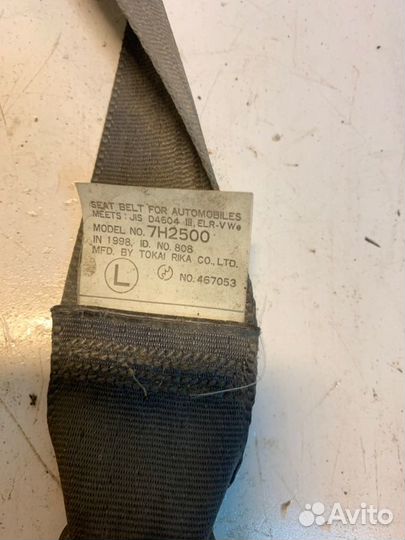 SEAT BELT FOR AUTOMOBILES
MEETS: JIS D4604 III, ELR-VWe
MODEL NO. 7H2500
IN 1998, ID. NO. 808
MFD. BY TOKAI RIKA CO., LTD.
L NO. 467053
Avito